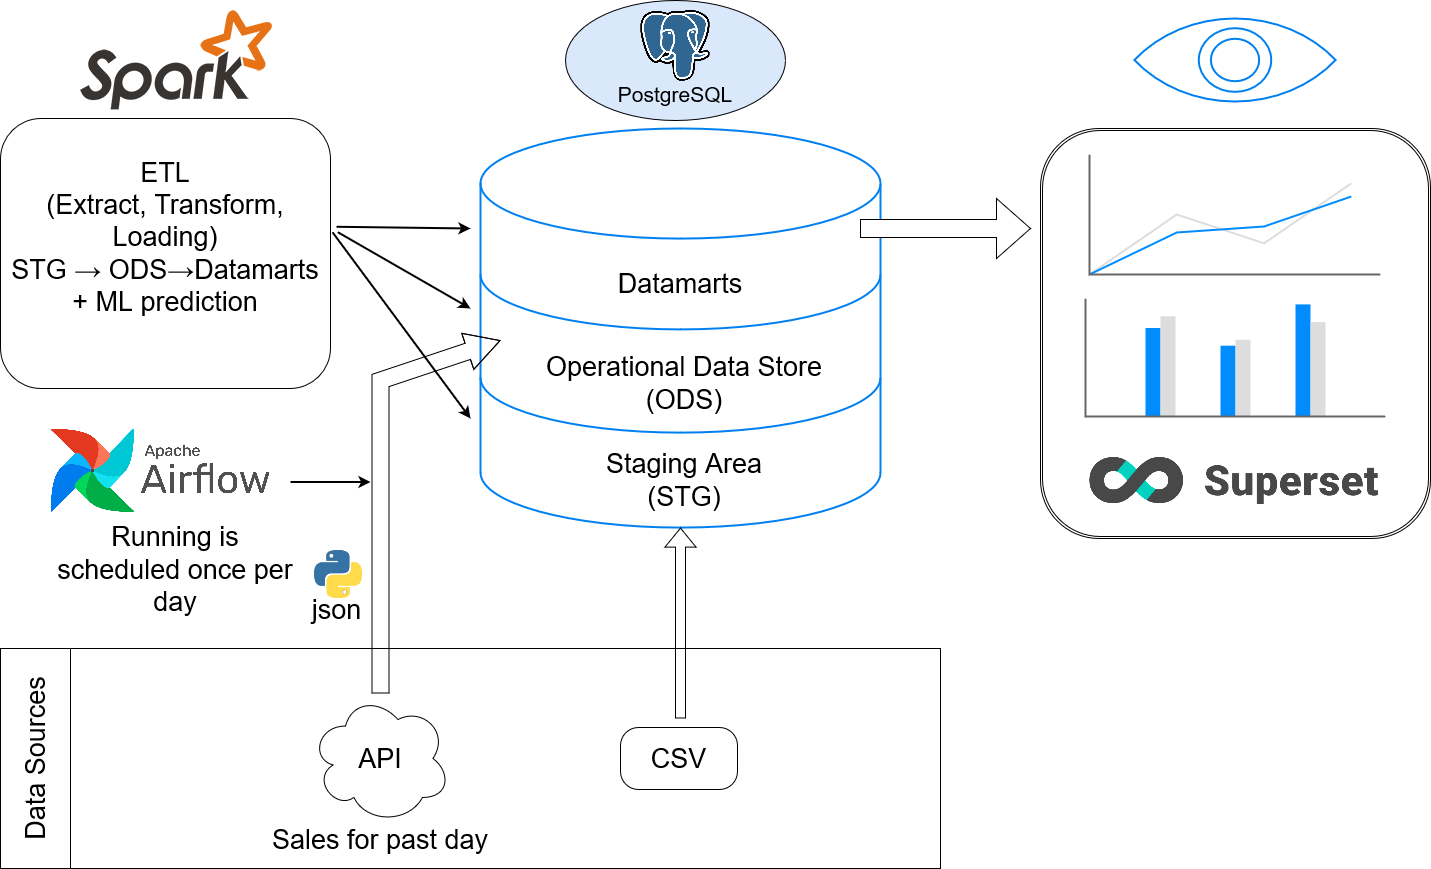 Spark
PostgreSQL
ETL
(Extract, Transform,
Loading)
STG → ODS→Datamarts
+ ML prediction
Datamarts
Operational Data Store
(ODS)
Staging Area
(STG)
Apache
Airflow
Running is
scheduled once per
day
json
Superset
Data Sources
API
CSV
Sales for past day